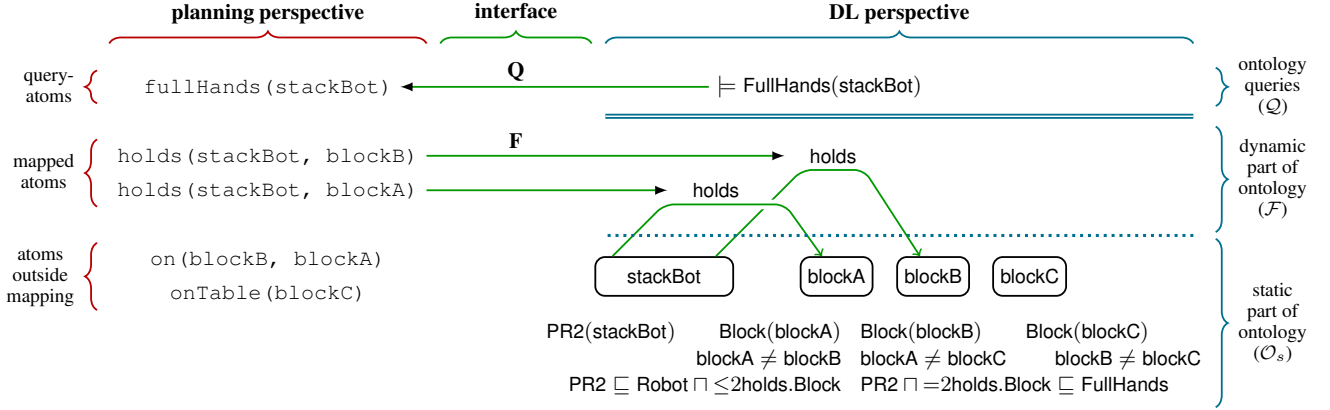 planning perspective
interface
DL perspective
query-
atoms
fullHands(stackBot)
Q
⊨ FullHands(stackBot)
ontology
queries
(𝒬)
mapped
atoms
holds(stackBot, blockB)
F
holds
holds(stackBot, blockA)
holds
dynamic
part of
ontology
(ℱ)
atoms
outside
mapping
on(blockB, blockA)
onTable(blockC)
stackBot
blockA
blockB
blockC
PR2(stackBot) Block(blockA) Block(blockB) Block(blockC)
blockA ≠ blockB blockA ≠ blockC blockB ≠ blockC
PR2 ⊑ Robot ⊓ ≤2holds.Block PR2 ⊓ =2holds.Block ⊑ FullHands
static
part of
ontology
(𝒪ₛ)